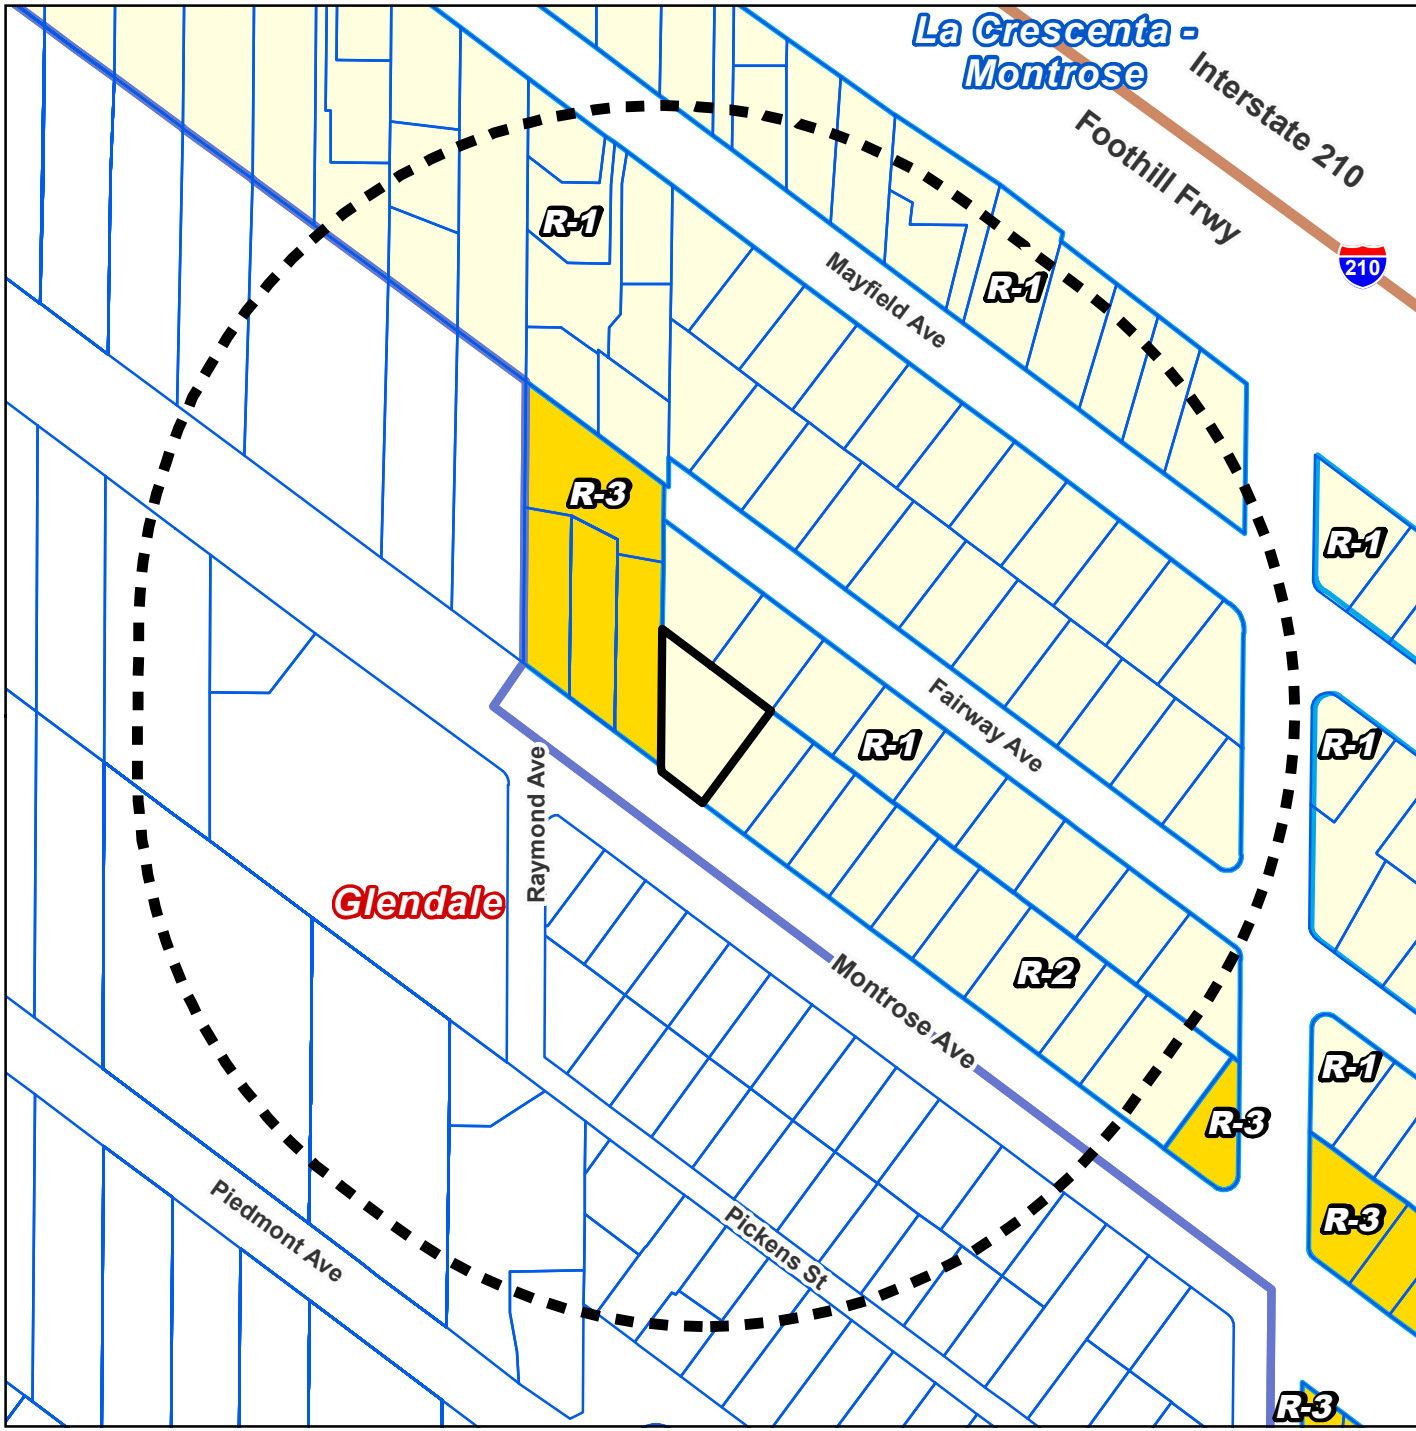 La Crescenta -
Montrose
Interstate 210
Foothill Frwy
210
R-1
R-1
Mayfield Ave
R-3
R-1
Fairway Ave
R-1
R-1
Raymond Ave
Glendale
R-2
Montrose Ave
R-1
R-3
R-3
Piedmont Ave
Pickens St
R-3